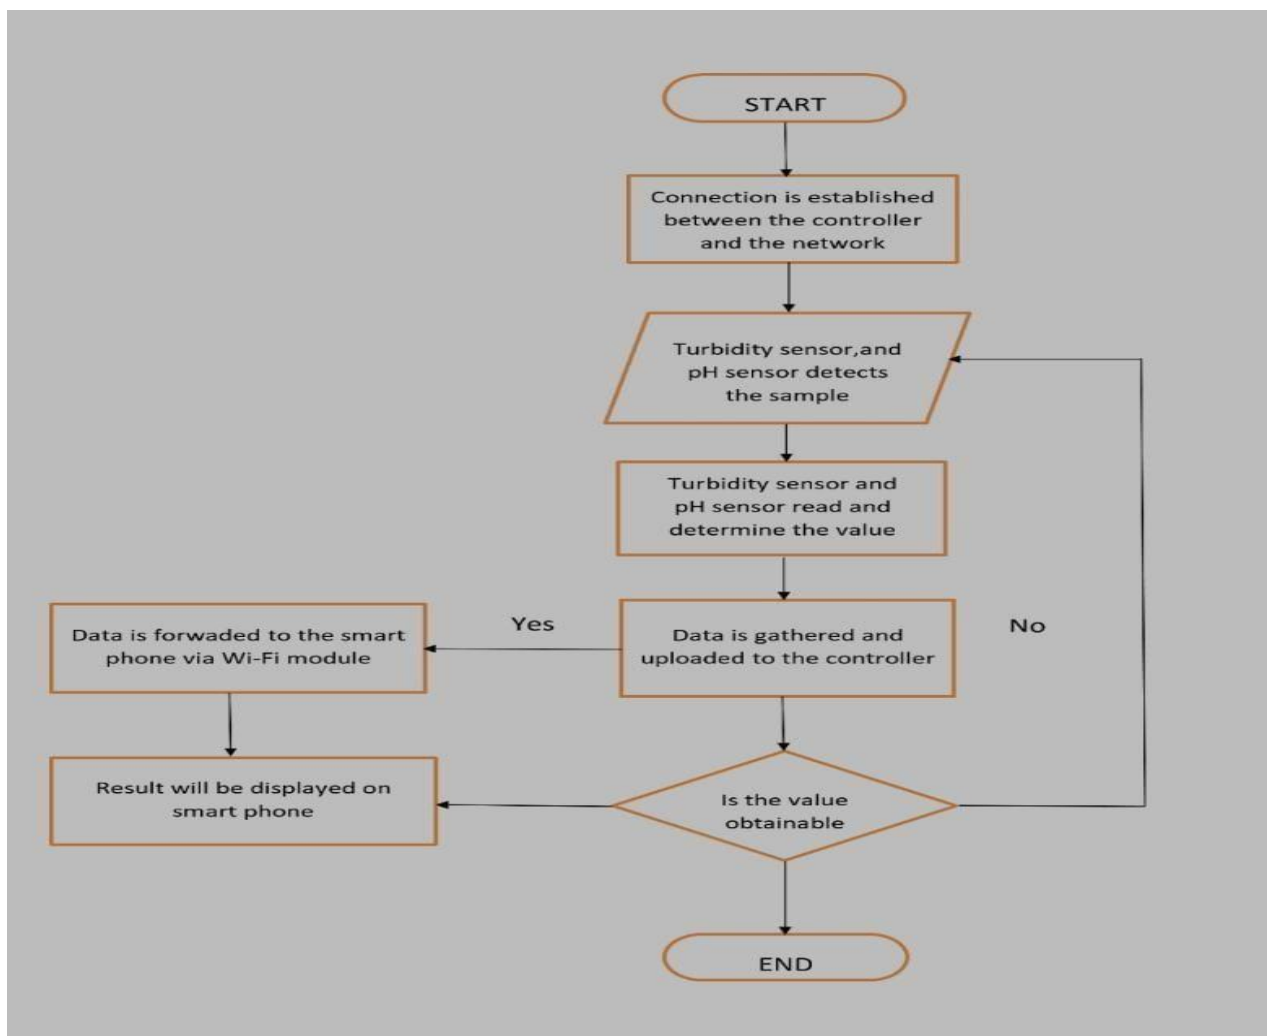 START
Connection is established
between the controller
and the network
Turbidity sensor,and
pH sensor detects
the sample
Turbidity sensor and
pH sensor read and
determine the value
Yes
No
Data is forwaded to the smart
phone via Wi-Fi module
Data is gathered and
uploaded to the controller
Result will be displayed on
smart phone
Is the value
obtainable
END